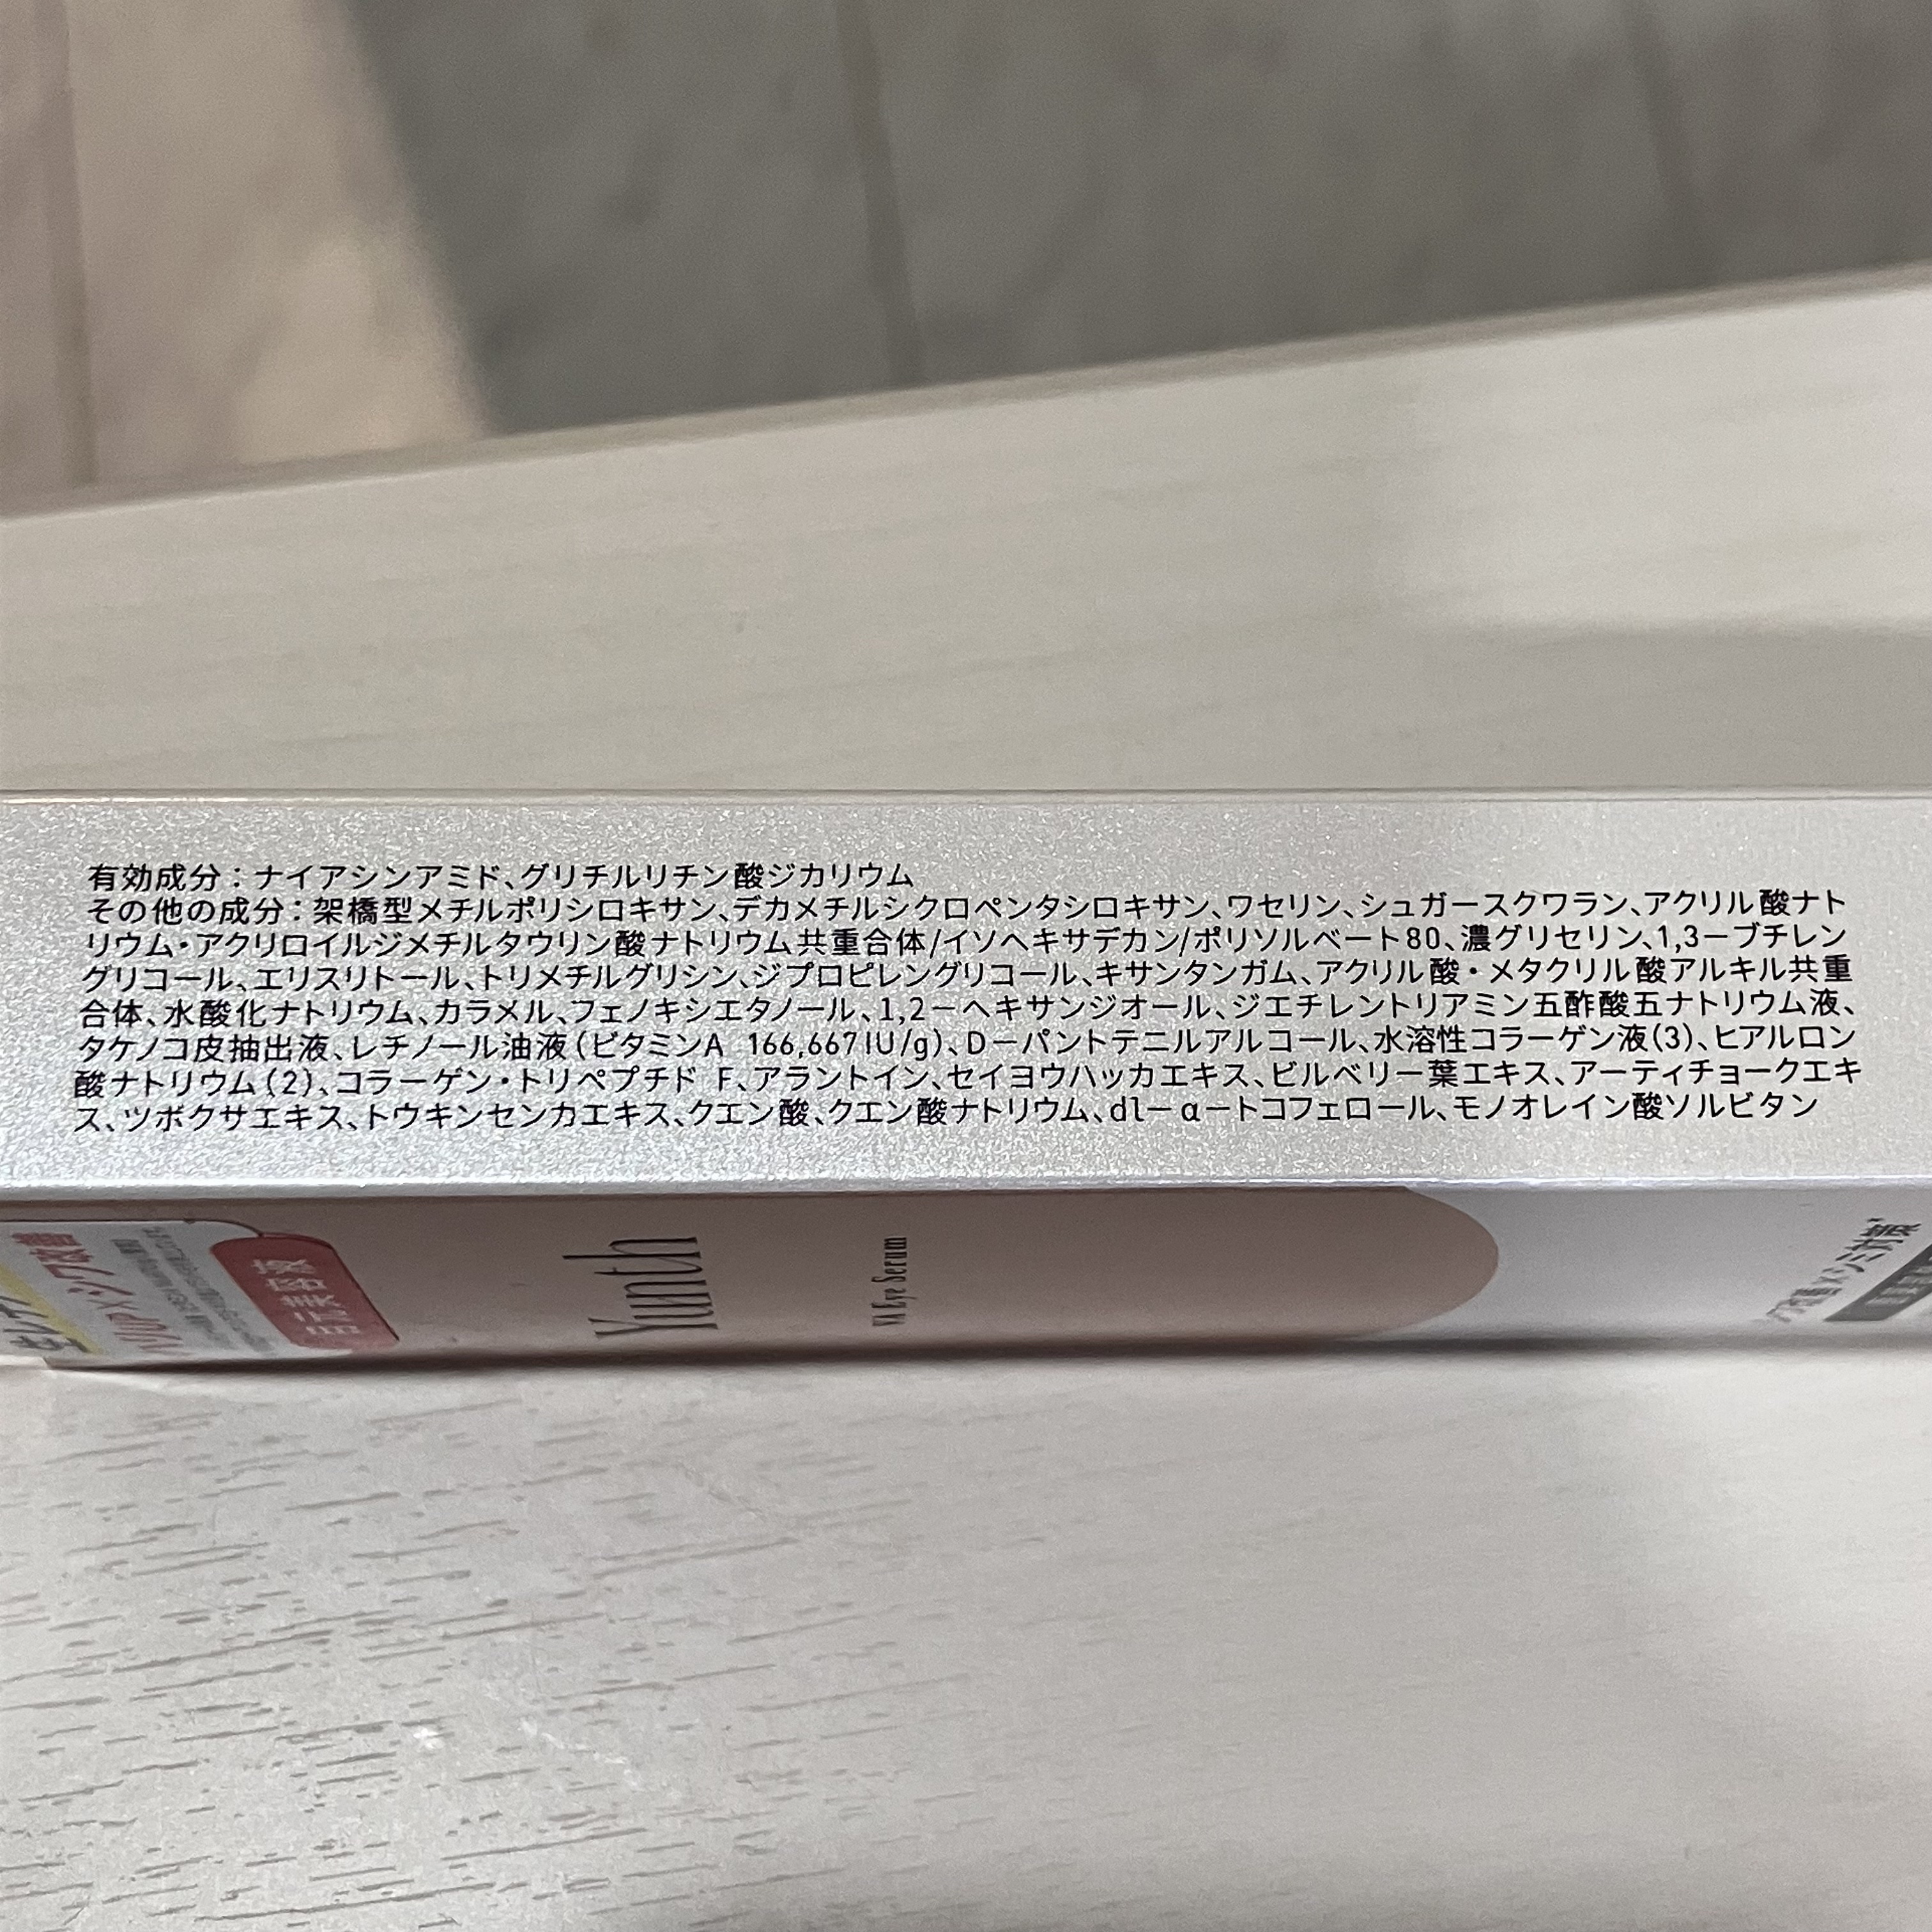 有効成分：ナイアシンアミド、グリチルリチン酸ジカリウム
その他の成分：架橋型メチルポリシロキサン、デカメチルシクロペンタシロキサン、ワセリン、シュガースクワラン、アクリル酸ナト
リウム・アクリロイルジメチルタウリン酸ナトリウム共重合体/イソヘキサデカン/ポリソルベート80、濃グリセリン、1,3ーブチレン
グリコール、エリスリトール、トリメチルグリシン、ジプロピレングリコール、キサンタンガム、アクリル酸・メタクリル酸アルキル共重
合体、水酸化ナトリウム、カラメル、フェノキシエタノール、1,2ーヘキサンジオール、ジエチレントリアミン五酢酸五ナトリウム液、
タケノコ皮抽出液、レチノール油液(ビタミンA 166,667IU/g)、Dーパントテニルアルコール、水溶性コラーゲン液(3)、ヒアルロン
酸ナトリウム(2)、コラーゲン・トリペプチド F、アラントイン、セイヨウハッカエキス、ビルベリー葉エキス、アーティチョークエキ
ス、ツボクサエキス、トウキンセンカエキス、クエン酸、クエン酸ナトリウム、dlーαートコフェロール、モノオレイン酸ソルビタン
Yunth
VA Eye Serum
目元美容液
シワ改善×シミ対策